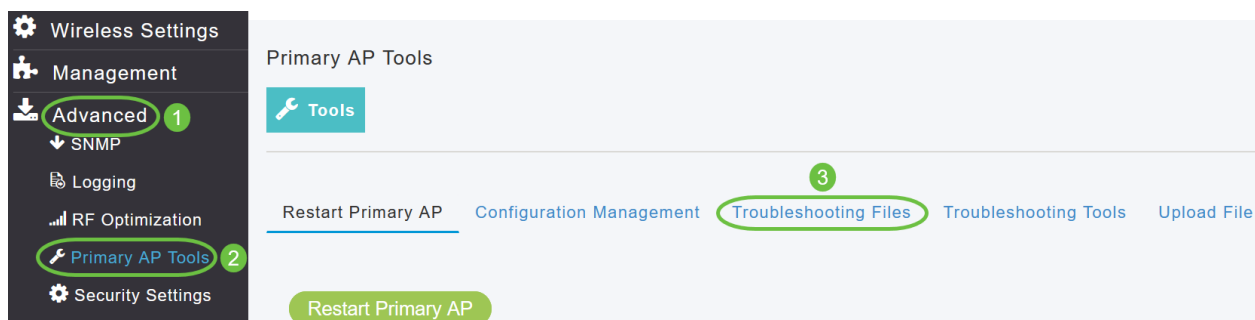 Wireless Settings
Management
Advanced 1
SNMP
Logging
RF Optimization
Primary AP Tools 2
Security Settings
Primary AP Tools
Tools
3
Restart Primary AP Configuration Management Troubleshooting Files Troubleshooting Tools Upload File
Restart Primary AP